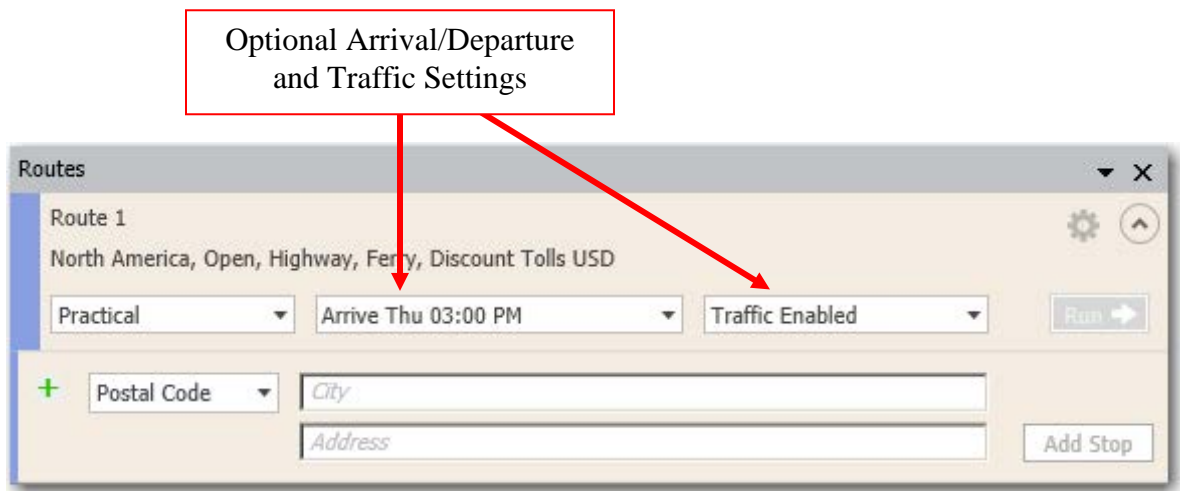 Optional Arrival/Departure
and Traffic Settings
Routes
Route 1
North America, Open, Highway, Ferry, Discount Tolls USD
Practical
Arrive Thu 03:00 PM
Traffic Enabled
Run
Postal Code
City
Address
Add Stop